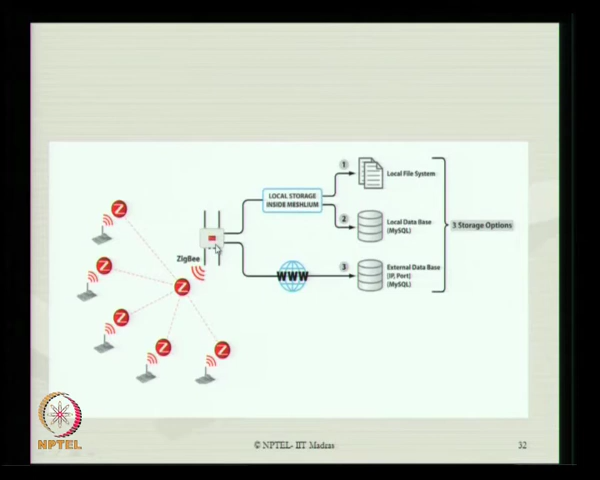 1
Local File System
LOCAL STORAGE
INSIDE MESHLIUM
2
Local Data Base
(MySQL)
3 Storage Options
ZigBee
WWW
3
External Data Base
[IP, Port]
(MySQL)
Z
Z
Z
Z
Z
Z
NPTEL
© NPTEL- IIT Madras
32